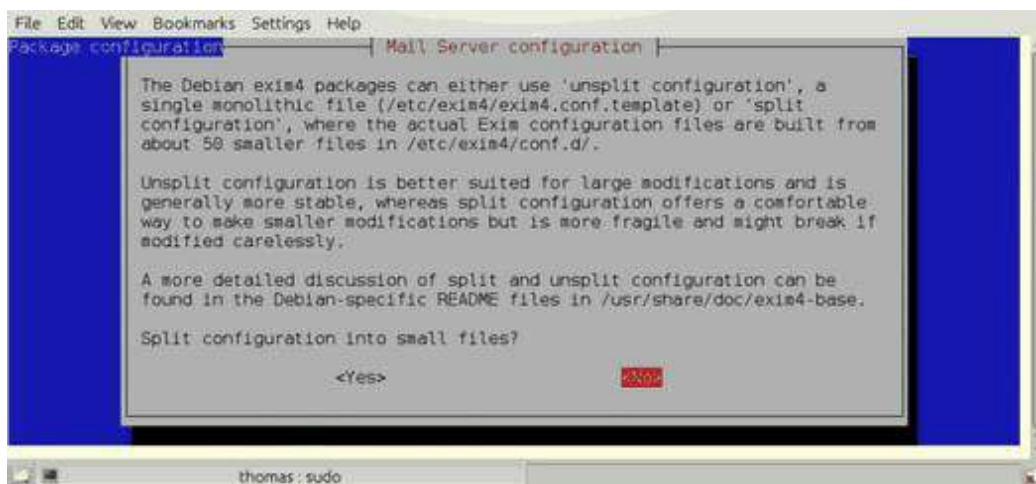 File Edit View Bookmarks Settings Help
Package configuration
Mail Server configuration
The Debian exim4 packages can either use 'unsplit configuration', a
single monolithic file (/etc/exim4/exim4.conf.template) or 'split
configuration', where the actual Exim configuration files are built from
about 50 smaller files in /etc/exim4/conf.d/.
Unsplit configuration is better suited for large modifications and is
generally more stable, whereas split configuration offers a comfortable
way to make smaller modifications but is more fragile and might break if
modified carelessly.
A more detailed discussion of split and unsplit configuration can be
found in the Debian-specific README files in /usr/share/doc/exim4-base.
Split configuration into small files?
<Yes> <No>
thomas : sudo